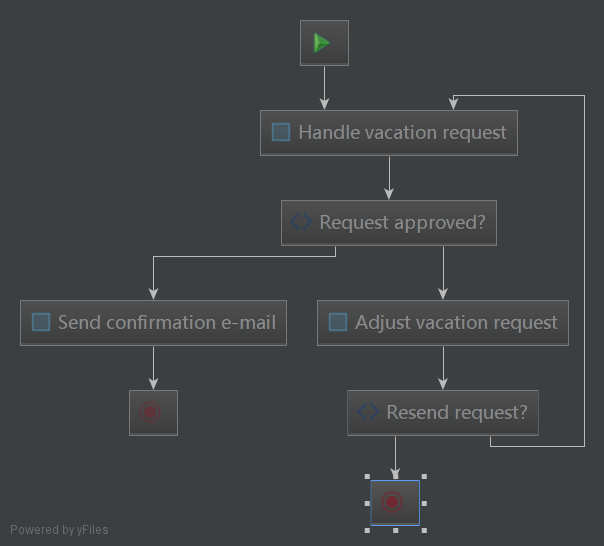 Handle vacation request
Request approved?
Send confirmation e-mail
Adjust vacation request
Resend request?
Powered by yFiles